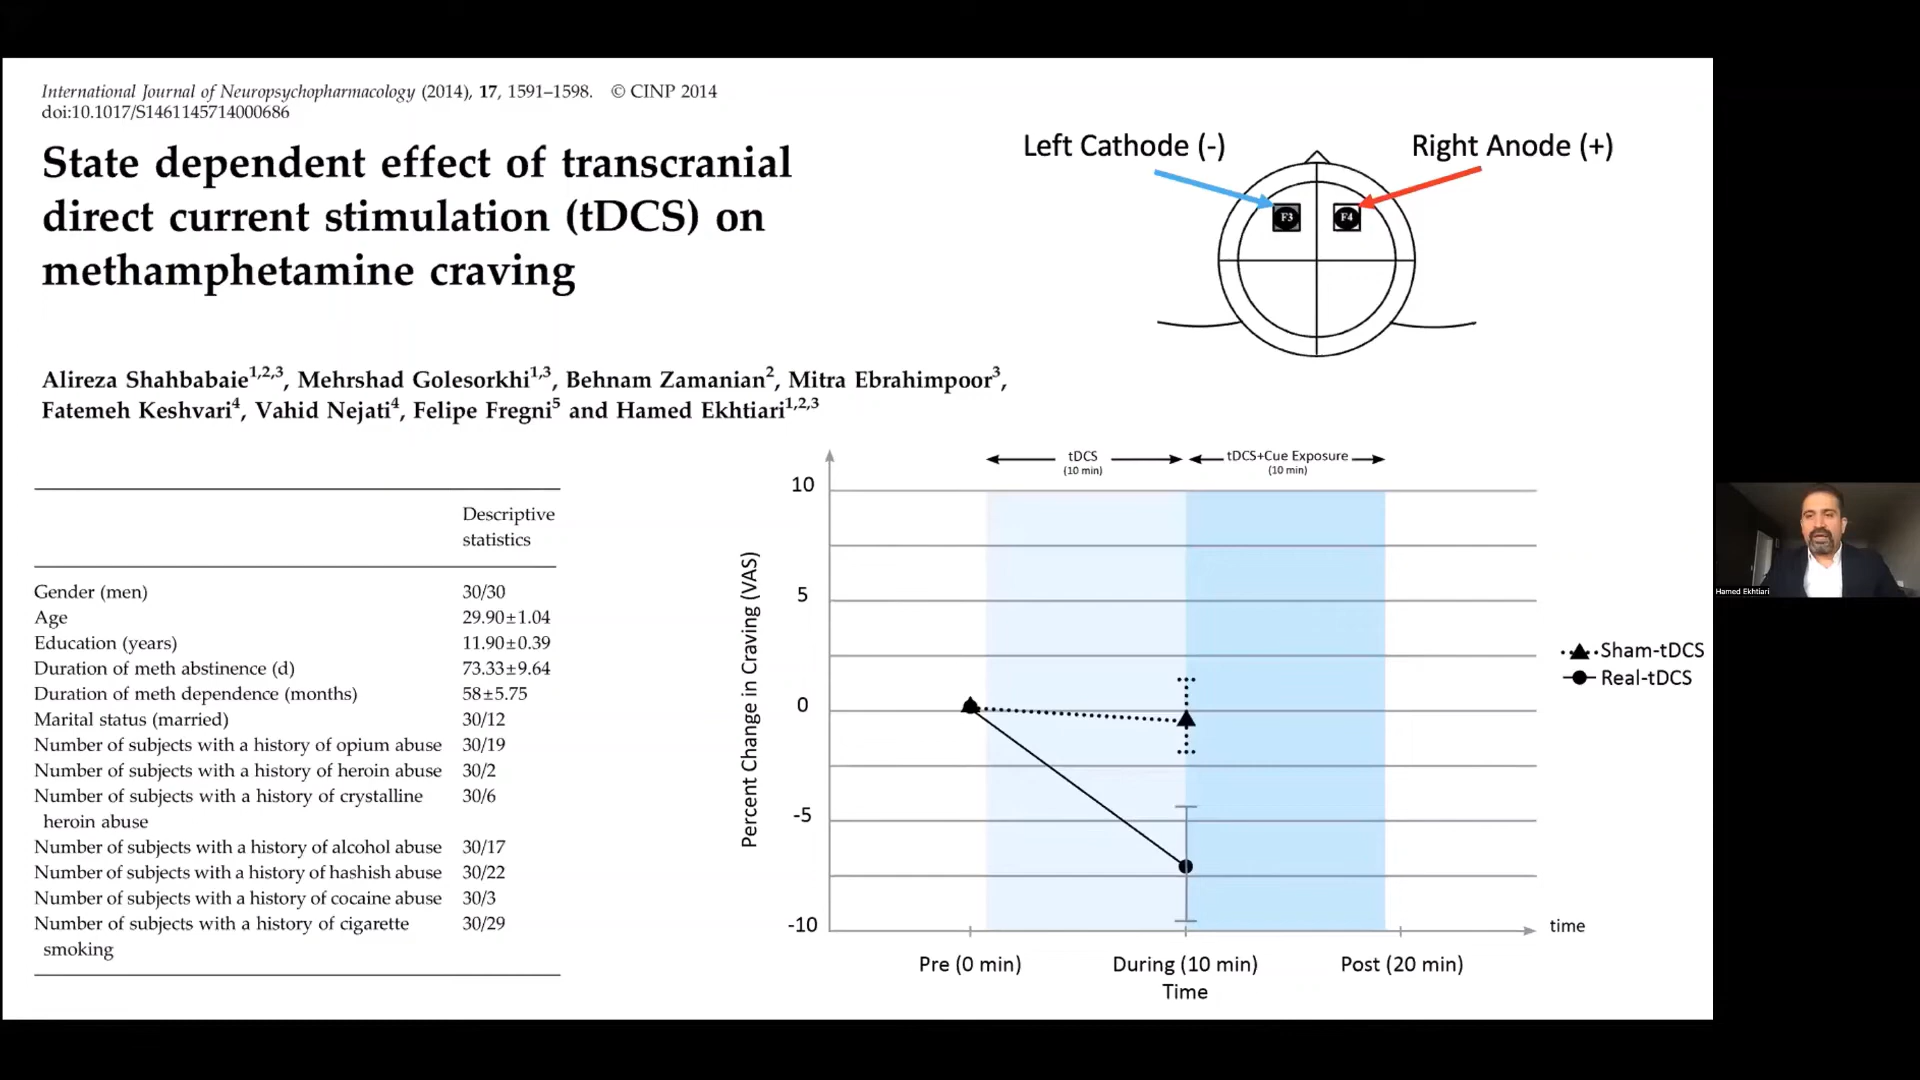 International Journal of Neuropsychopharmacology (2014), 17, 1591–1598. © CINP 2014
doi:10.1017/S1461145714000686
State dependent effect of transcranial
direct current stimulation (tDCS) on
methamphetamine craving
Alireza Shahbabaie1,2,3, Mehrshad Golesorkhi1,3, Behnam Zamanian2, Mitra Ebrahimpoor3,
Fatemeh Keshvari4, Vahid Nejati4, Felipe Fregni5 and Hamed Ekhtiari1,2,3
Left Cathode (-)
Right Anode (+)
F3
F4
Descriptive
statistics
Gender (men) 30/30
Age 29.90±1.04
Education (years) 11.90±0.39
Duration of meth abstinence (d) 73.33±9.64
Duration of meth dependence (months) 58±5.75
Marital status (married) 30/12
Number of subjects with a history of opium abuse 30/19
Number of subjects with a history of heroin abuse 30/2
Number of subjects with a history of crystalline 30/6
heroin abuse
Number of subjects with a history of alcohol abuse 30/17
Number of subjects with a history of hashish abuse 30/22
Number of subjects with a history of cocaine abuse 30/3
Number of subjects with a history of cigarette 30/29
smoking
tDCS
(10 min)
tDCS+Cue Exposure
(10 min)
Percent Change in Craving (VAS)
10
5
0
-5
-10
time
Pre (0 min)
During (10 min)
Post (20 min)
Time
Sham-tDCS
Real-tDCS
Hamed Ekhtiari